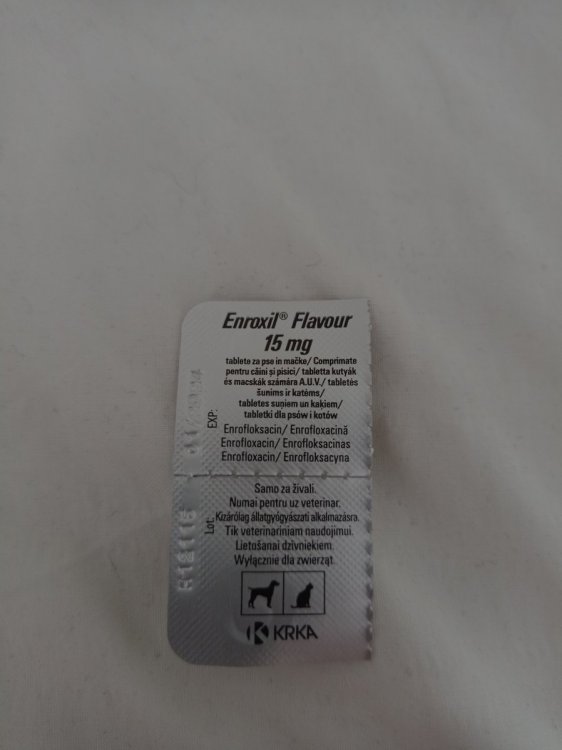 Enroxil® Flavour
15 mg
tablete za pse in mačke/ Comprimate
pentru câini și pisici/ tabletta kutyák
és macskák számára A.U.V./ tabletės
šunims ir katėms/
tabletes suņiem un kaķiem/
tabletki dla psów i kotów
Enrofloksacin/ Enrofloxacină
Enrofloxacin/ Enrofloksacinas
Enrofloxacin/ Enrofloksacyna
EXP:
Samo za živali.
Numai pentru uz veterinar.
Kizárólag állatgyógyászati alkalmazásra.
Tik veterinariniam naudojimui.
Lietošanai dzīvniekiem.
Wyłącznie dla zwierząt.
Lot:
KRKA